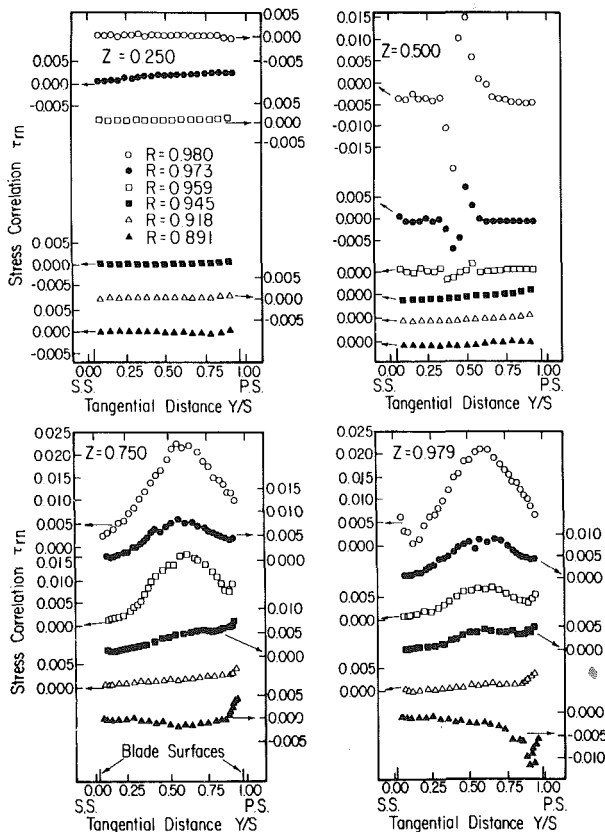 Stress Correlation τrn
0.005
0.000
-0.005
0.005
0.000
-0.005
0.005
0.000
-0.005
Z=0.250
R=0.980
R=0.973
R=0.959
R=0.945
R=0.918
R=0.891
0.005
0.000
-0.005
0.005
0.000
-0.005
0.005
0.000
-0.005
0.00 0.25 0.50 0.75 1.00
S.S. P.S.
Tangential Distance Y/S
0.015
0.010
0.005
0.000
-0.005
-0.010
-0.015
0.005
0.000
-0.005
0.000
0.000
0.000
0.000
Z=0.500
0.00 0.25 0.50 0.75 1.00
S.S. P.S.
Tangential Distance Y/S
Stress Correlation τrn
0.025
0.020
0.015
0.010
0.005
0.000
0.015
0.010
0.005
0.000
0.005
0.000
Z=0.750
0.015
0.010
0.005
0.000
0.010
0.005
0.000
0.005
0.000
-0.005
Blade Surfaces
0.00 0.25 0.50 0.75 1.00
S.S. P.S.
Tangential Distance Y/S
0.025
0.020
0.015
0.010
0.005
0.000
0.005
0.000
0.005
0.000
Z=0.979
0.010
0.005
0.000
0.005
0.000
0.000
-0.005
-0.010
0.00 0.25 0.50 0.75 1.00
S.S. P.S.
Tangential Distance Y/S